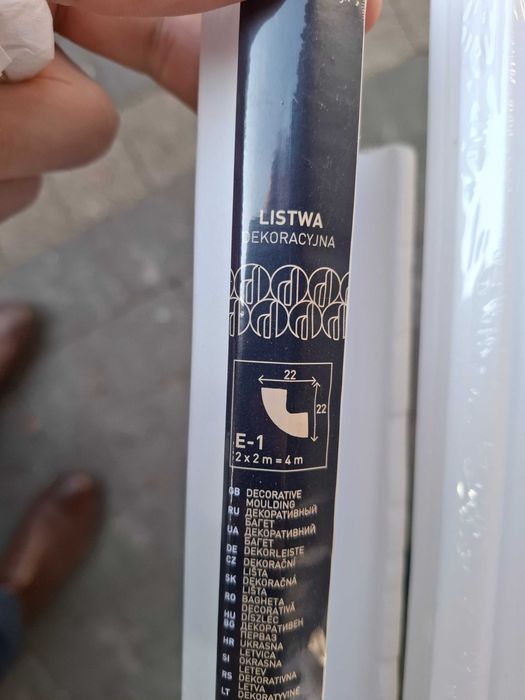 LISTWA
DEKORACYJNA
22
22
E-1
2 x 2 m = 4 m
GB DECORATIVE
MOULDING
RU ДЕКОРАТИВНЫЙ
БАГЕТ
UA ДЕКОРАТИВНИЙ
БАГЕТ
DE DEKORLEISTE
CZ DEKORAČNÍ
LIŠTA
SK DEKORAČNÁ
LIŠTA
RO BAGHETA
DECORATIVĂ
HU DÍSZLÉC
BG ДЕКОРАТИВЕН
ПЕРВАЗ
HR UKRASNA
LETVICA
SI OKRASNA
LETEV
RS DEKORATIVNA
LETVA
LT DEKORATYVINĖ